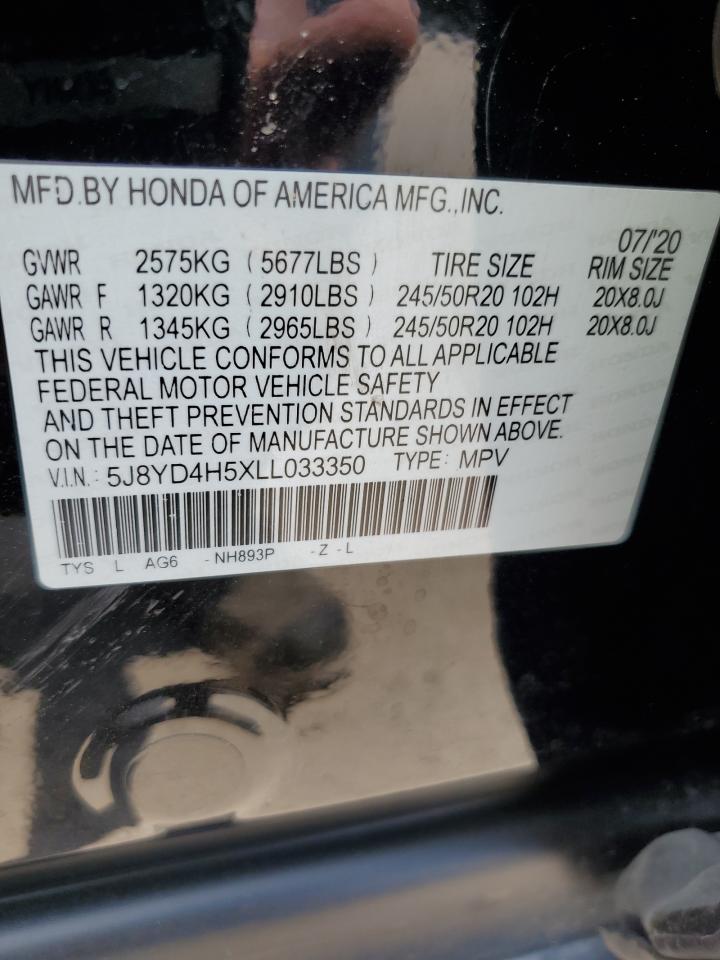 MFD.BY HONDA OF AMERICA MFG.,INC.
07/'20
GVWR 2575KG ( 5677LBS ) TIRE SIZE RIM SIZE
GAWR F 1320KG ( 2910LBS ) 245/50R20 102H 20X8.0J
GAWR R 1345KG ( 2965LBS ) 245/50R20 102H 20X8.0J
THIS VEHICLE CONFORMS TO ALL APPLICABLE
FEDERAL MOTOR VEHICLE SAFETY
AND THEFT PREVENTION STANDARDS IN EFFECT
ON THE DATE OF MANUFACTURE SHOWN ABOVE.
V.I.N.: 5J8YD4H5XLL033350 TYPE: MPV
TYS L AG6 -NH893P -Z -L